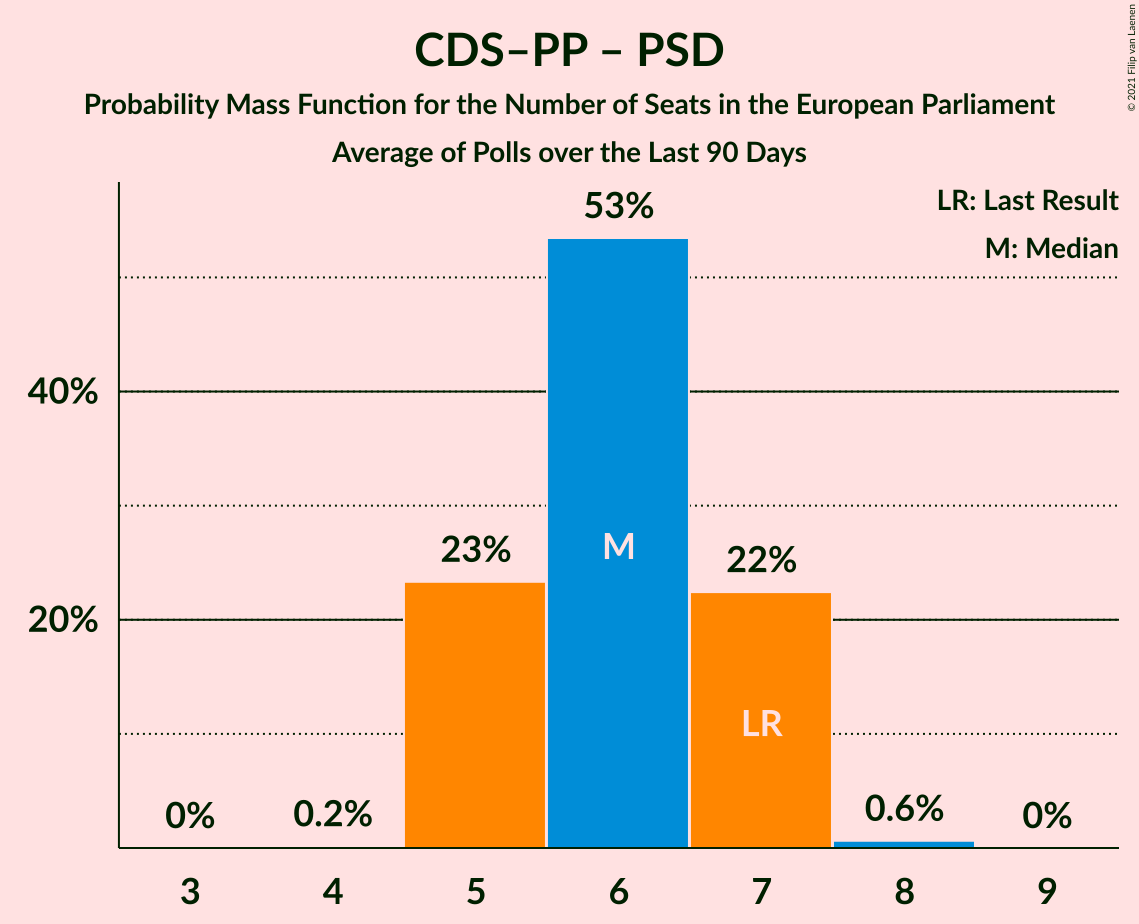 CDS–PP – PSD
Probability Mass Function for the Number of Seats in the European Parliament
Average of Polls over the Last 90 Days
© 2021 Filip van Laenen
LR: Last Result
M: Median
53%
40%
23%
M
22%
20%
LR
0%
0.2%
0.6%
0%
3
4
5
6
7
8
9